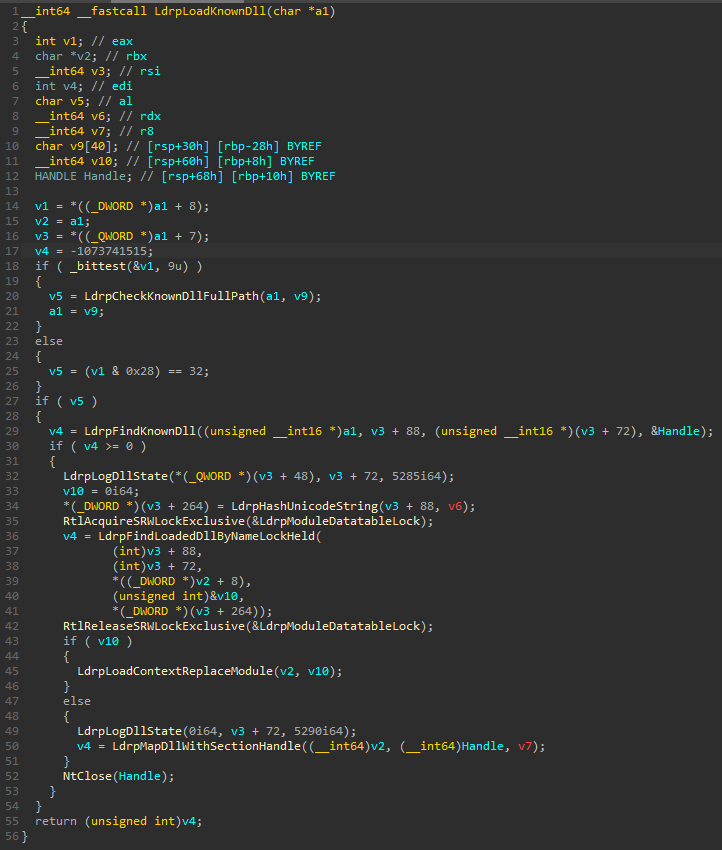 1 __int64 __fastcall LdrpLoadKnownDll(char *a1)
2 {
3   int v1; // eax
4   char *v2; // rbx
5   __int64 v3; // rsi
6   int v4; // edi
7   char v5; // al
8   __int64 v6; // rdx
9   __int64 v7; // r8
10   char v9[40]; // [rsp+30h] [rbp-28h] BYREF
11   __int64 v10; // [rsp+60h] [rbp+8h] BYREF
12   HANDLE Handle; // [rsp+68h] [rbp+10h] BYREF
13
14   v1 = *((_DWORD *)a1 + 8);
15   v2 = a1;
16   v3 = *((_QWORD *)a1 + 7);
17   v4 = -1073741515;
18   if ( _bittest(&v1, 9u) )
19   {
20     v5 = LdrpCheckKnownDllFullPath(a1, v9);
21     a1 = v9;
22   }
23   else
24   {
25     v5 = (v1 & 0x28) == 32;
26   }
27   if ( v5 )
28   {
29     v4 = LdrpFindKnownDll((unsigned __int16 *)a1, v3 + 88, (unsigned __int16 *)(v3 + 72), &Handle);
30     if ( v4 >= 0 )
31     {
32       LdrpLogDllState(*(_QWORD *)(v3 + 48), v3 + 72, 5285i64);
33       v10 = 0i64;
34       *(_DWORD *)(v3 + 264) = LdrpHashUnicodeString(v3 + 88, v6);
35       RtlAcquireSRWLockExclusive(&LdrpModuleDatatableLock);
36       v4 = LdrpFindLoadedDllByNameLockHeld(
37              (int)v3 + 88,
38              (int)v3 + 72,
39              *((_DWORD *)v2 + 8),
40              (unsigned int)&v10,
41              *(_DWORD *)(v3 + 264));
42       RtlReleaseSRWLockExclusive(&LdrpModuleDatatableLock);
43       if ( v10 )
44       {
45         LdrpLoadContextReplaceModule(v2, v10);
46       }
47       else
48       {
49         LdrpLogDllState(0i64, v3 + 72, 5290i64);
50         v4 = LdrpMapDllWithSectionHandle((__int64)v2, (__int64)Handle, v7);
51       }
52       NtClose(Handle);
53     }
54   }
55   return (unsigned int)v4;
56 }